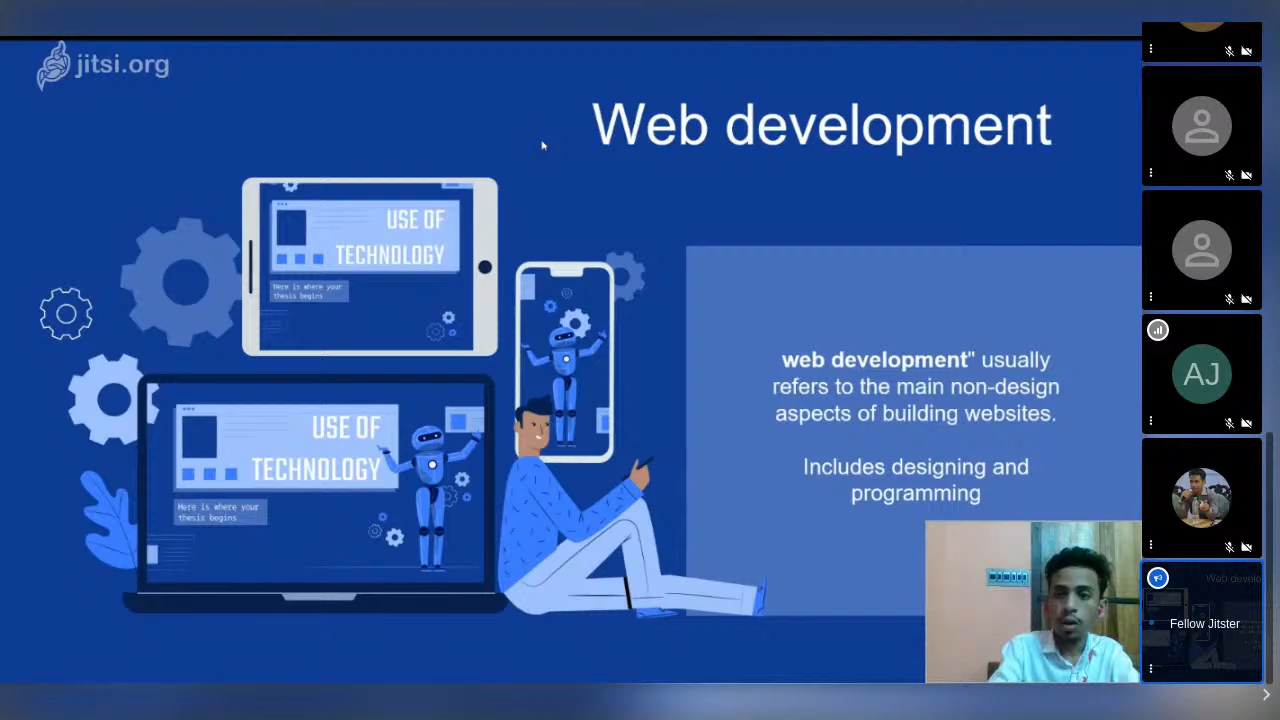 jitsi.org
Web development
USE OF
TECHNOLOGY
Here is where your
thesis begins
USE OF
TECHNOLOGY
Here is where your
thesis begins
web development" usually
refers to the main non-design
aspects of building websites.
Includes designing and
programming
AJ
Web develo
Fellow Jitster